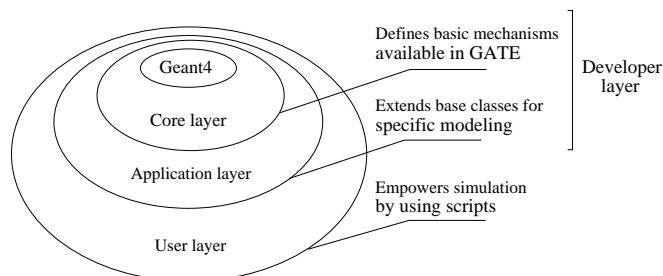 Geant4
Core layer
Application layer
User layer
Defines basic mechanisms
available in GATE
Extends base classes for
specific modeling
Empowers simulation
by using scripts
Developer
layer